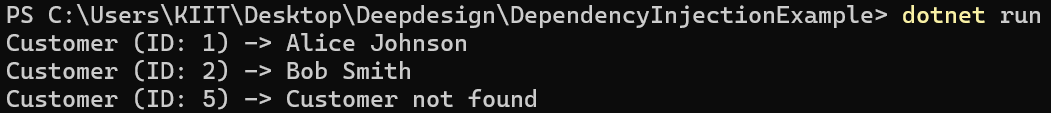 PS C:\Users\KIIT\Desktop\Deepdesign\DependencyInjectionExample> dotnet run
Customer (ID: 1) -> Alice Johnson
Customer (ID: 2) -> Bob Smith
Customer (ID: 5) -> Customer not found